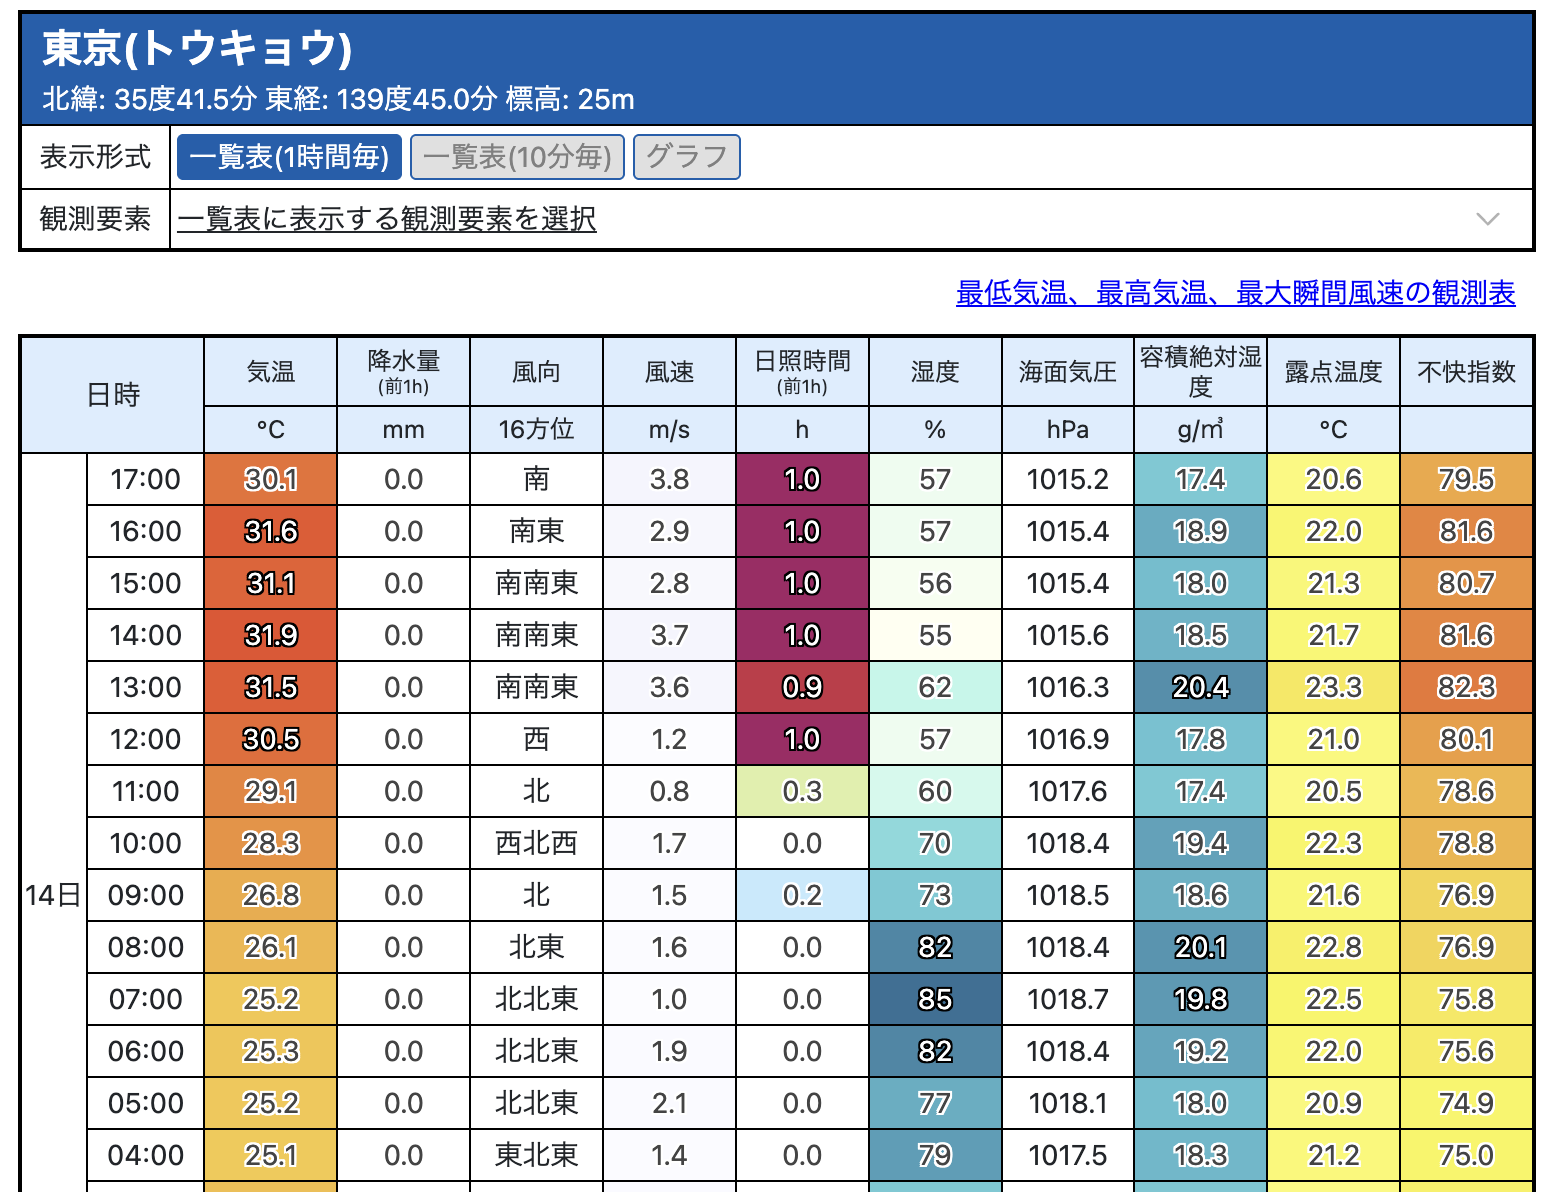 東京(トウキョウ)
北緯: 35度41.5分 東経: 139度45.0分 標高: 25m
表示形式 一覧表(1時間毎) 一覧表(10分毎) グラフ
観測要素 一覧表に表示する観測要素を選択
最低気温、最高気温、最大瞬間風速の観測表
日時 気温 降水量(前1h) 風向 風速 日照時間(前1h) 湿度 海面気圧 容積絶対湿度 露点温度 不快指数
°C mm 16方位 m/s h % hPa g/㎥ °C
14日
17:00 30.1 0.0 南 3.8 1.0 57 1015.2 17.4 20.6 79.5
16:00 31.6 0.0 南東 2.9 1.0 57 1015.4 18.9 22.0 81.6
15:00 31.1 0.0 南南東 2.8 1.0 56 1015.4 18.0 21.3 80.7
14:00 31.9 0.0 南南東 3.7 1.0 55 1015.6 18.5 21.7 81.6
13:00 31.5 0.0 南南東 3.6 0.9 62 1016.3 20.4 23.3 82.3
12:00 30.5 0.0 西 1.2 1.0 57 1016.9 17.8 21.0 80.1
11:00 29.1 0.0 北 0.8 0.3 60 1017.6 17.4 20.5 78.6
10:00 28.3 0.0 西北西 1.7 0.0 70 1018.4 19.4 22.3 78.8
09:00 26.8 0.0 北 1.5 0.2 73 1018.5 18.6 21.6 76.9
08:00 26.1 0.0 北東 1.6 0.0 82 1018.4 20.1 22.8 76.9
07:00 25.2 0.0 北北東 1.0 0.0 85 1018.7 19.8 22.5 75.8
06:00 25.3 0.0 北北東 1.9 0.0 82 1018.4 19.2 22.0 75.6
05:00 25.2 0.0 北北東 2.1 0.0 77 1018.1 18.0 20.9 74.9
04:00 25.1 0.0 東北東 1.4 0.0 79 1017.5 18.3 21.2 75.0